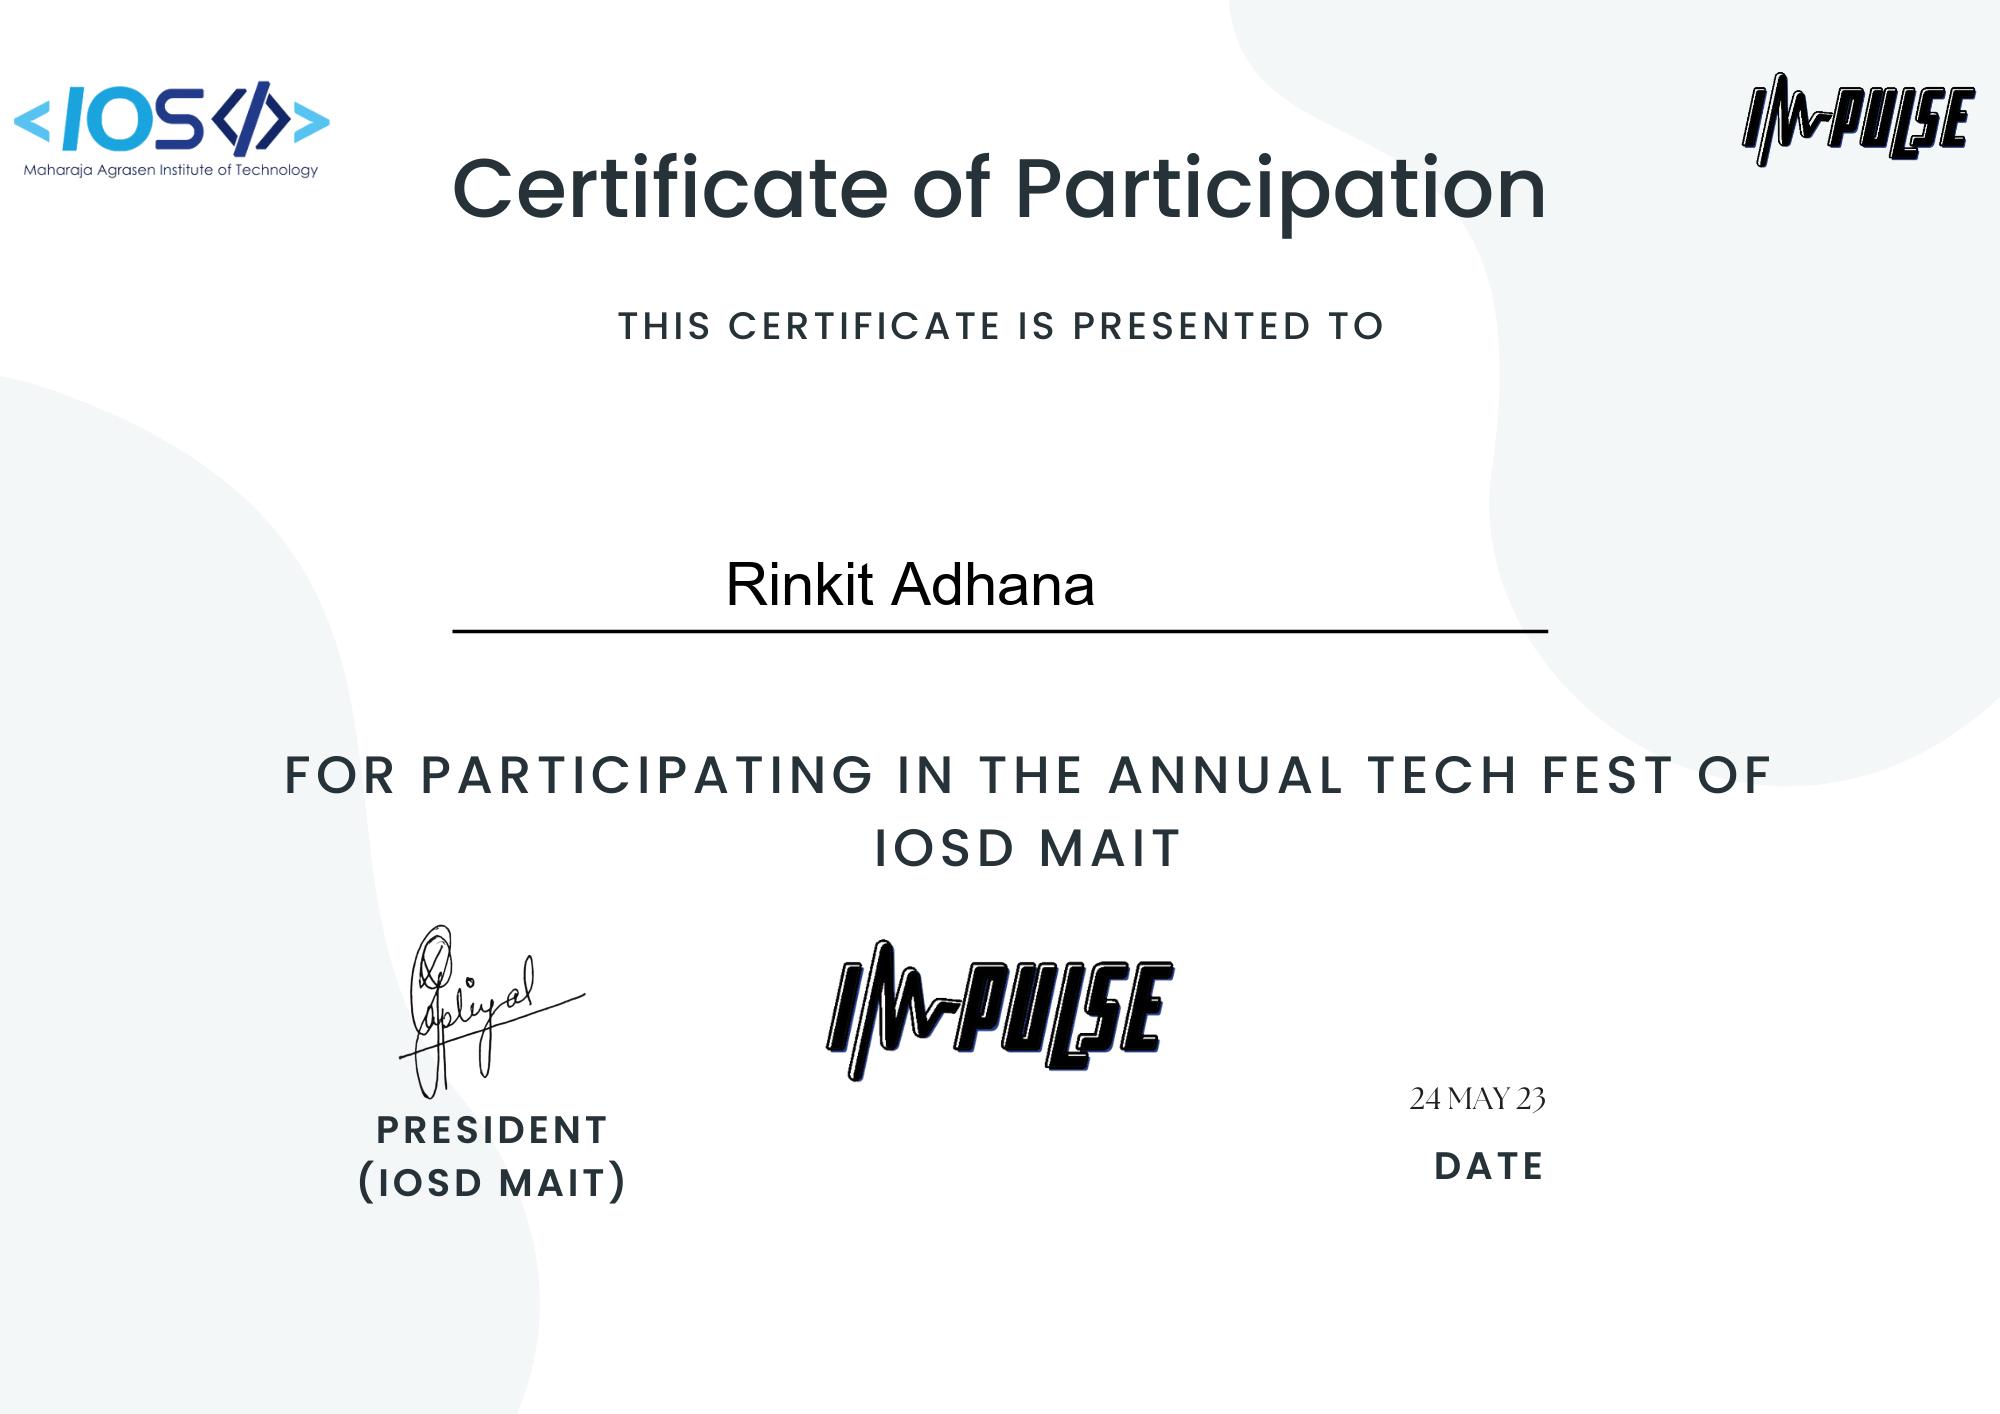 <IOS</>>
Maharaja Agrasen Institute of Technology
IM-PULSE
Certificate of Participation
THIS CERTIFICATE IS PRESENTED TO
Rinkit Adhana
FOR PARTICIPATING IN THE ANNUAL TECH FEST OF
IOSD MAIT
IM-PULSE
24 MAY 23
PRESIDENT
(IOSD MAIT)
DATE